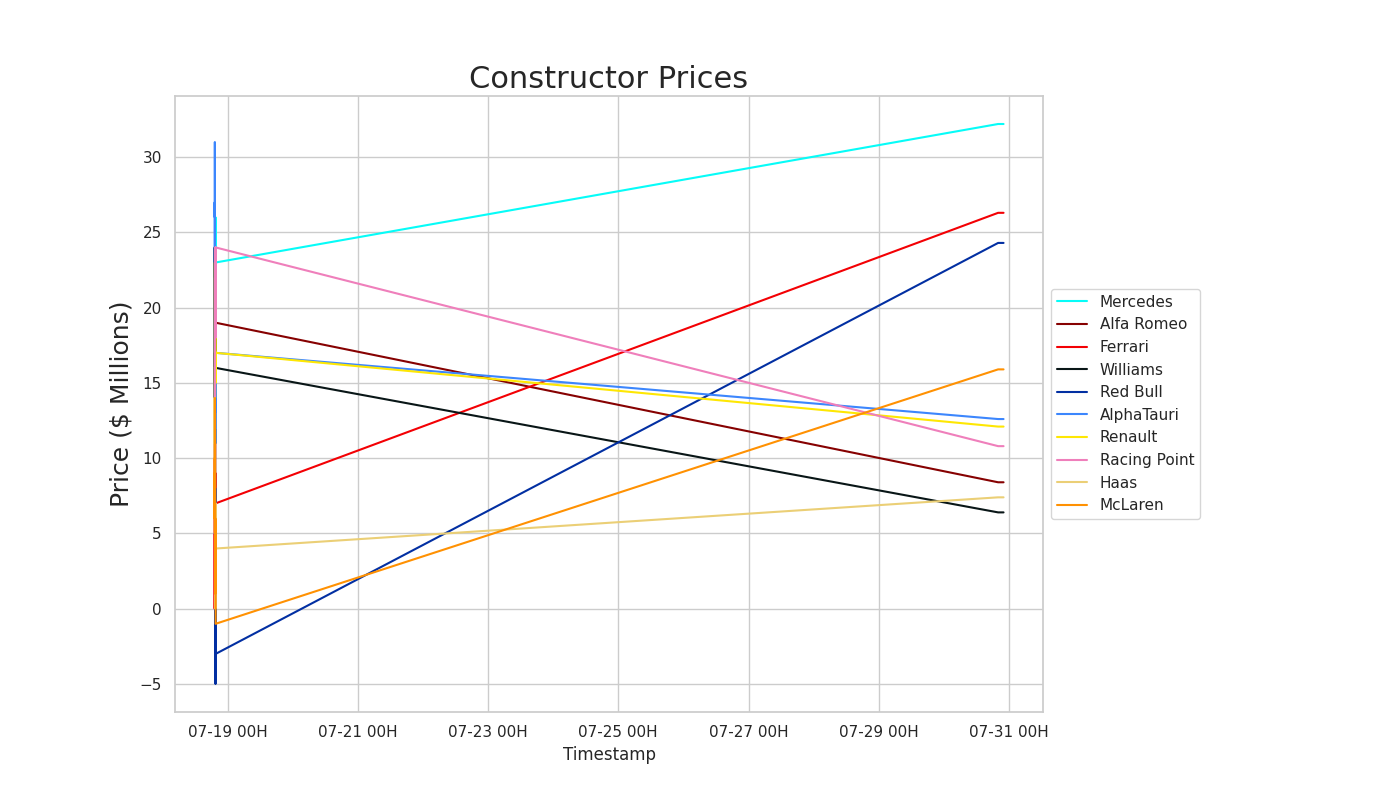 Constructor Prices
Price ($ Millions)
30
25
20
15
10
5
0
−5
07-19 00H 07-21 00H 07-23 00H 07-25 00H 07-27 00H 07-29 00H 07-31 00H
Timestamp
Mercedes
Alfa Romeo
Ferrari
Williams
Red Bull
AlphaTauri
Renault
Racing Point
Haas
McLaren